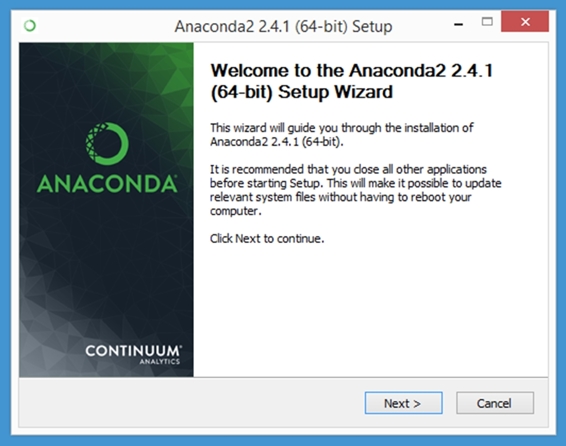 Anaconda2 2.4.1 (64-bit) Setup
Welcome to the Anaconda2 2.4.1
(64-bit) Setup Wizard
This wizard will guide you through the installation of
Anaconda2 2.4.1 (64-bit).
It is recommended that you close all other applications
before starting Setup. This will make it possible to update
relevant system files without having to reboot your
computer.
Click Next to continue.
ANACONDA
CONTINUUM
ANALYTICS
Next >
Cancel